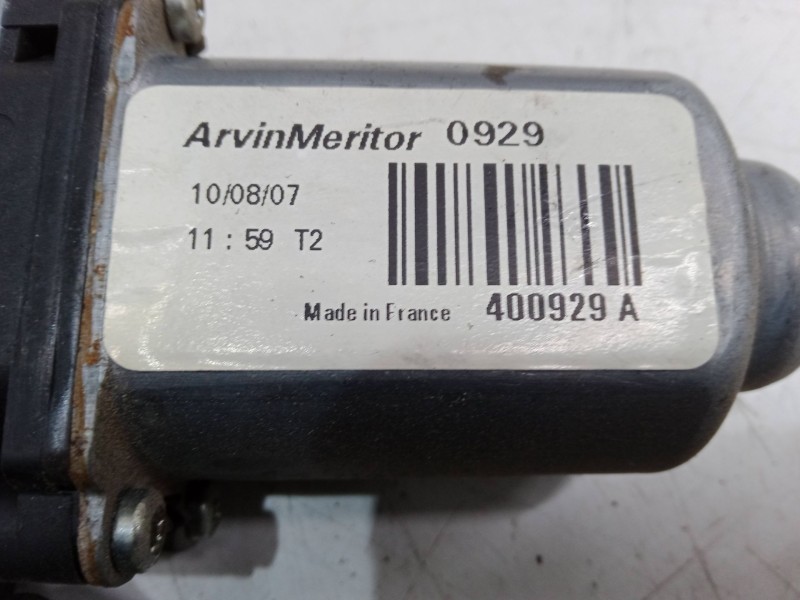 ArvinMeritor 0929
10/08/07
11 : 59 T2
Made in France 400929 A